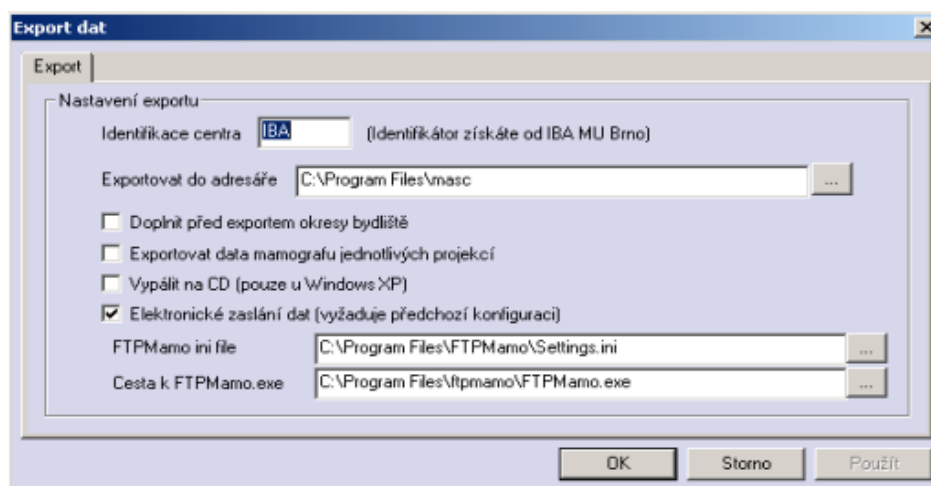 Export dat
Export
Nastavení exportu
Identifikace centra IBA (Identifikátor získáte od IBA MU Brno)
Exportovat do adresáře C:\Program Files\masc ...
Doplnit před exportem okresy bydliště
Exportovat data mamografu jednotlivých projekcí
Vypálit na CD (pouze u Windows XP)
Elektronické zaslání dat (vyžaduje předchozí konfiguraci)
FTPMamo ini file C:\Program Files\FTPMamo\Settings.ini ...
Cesta k FTPMamo.exe C:\Program Files\ftpmamo\FTPMamo.exe ...
OK Storno Použít